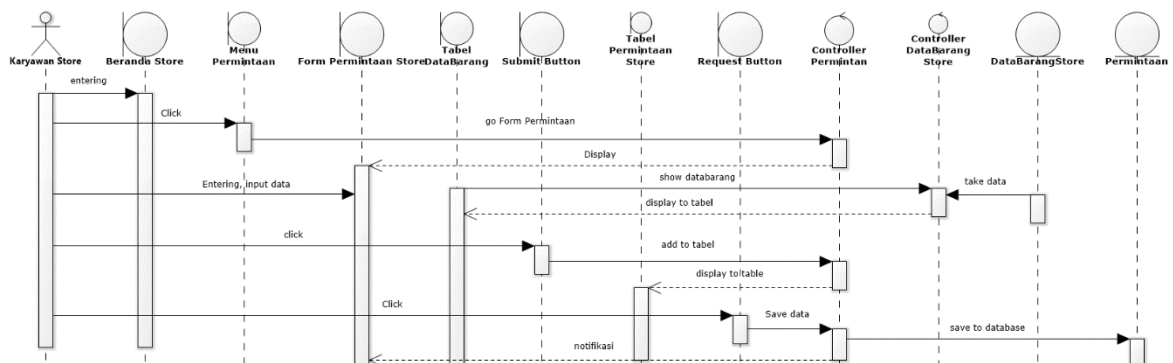 Karyawan Store
Beranda Store
Menu
Permintaan
Form Permintaan Store
Tabel
DataBarang
Submit Button
Tabel
Permintaan
Store
Request Button
Controller
Permintan
Controller
DataBarang
Store
DataBarangStore
Permintaan
entering
Click
go Form Permintaan
Display
Entering, input data
show databarang
take data
display to tabel
click
add to tabel
display to table
Click
Save data
save to database
notifikasi